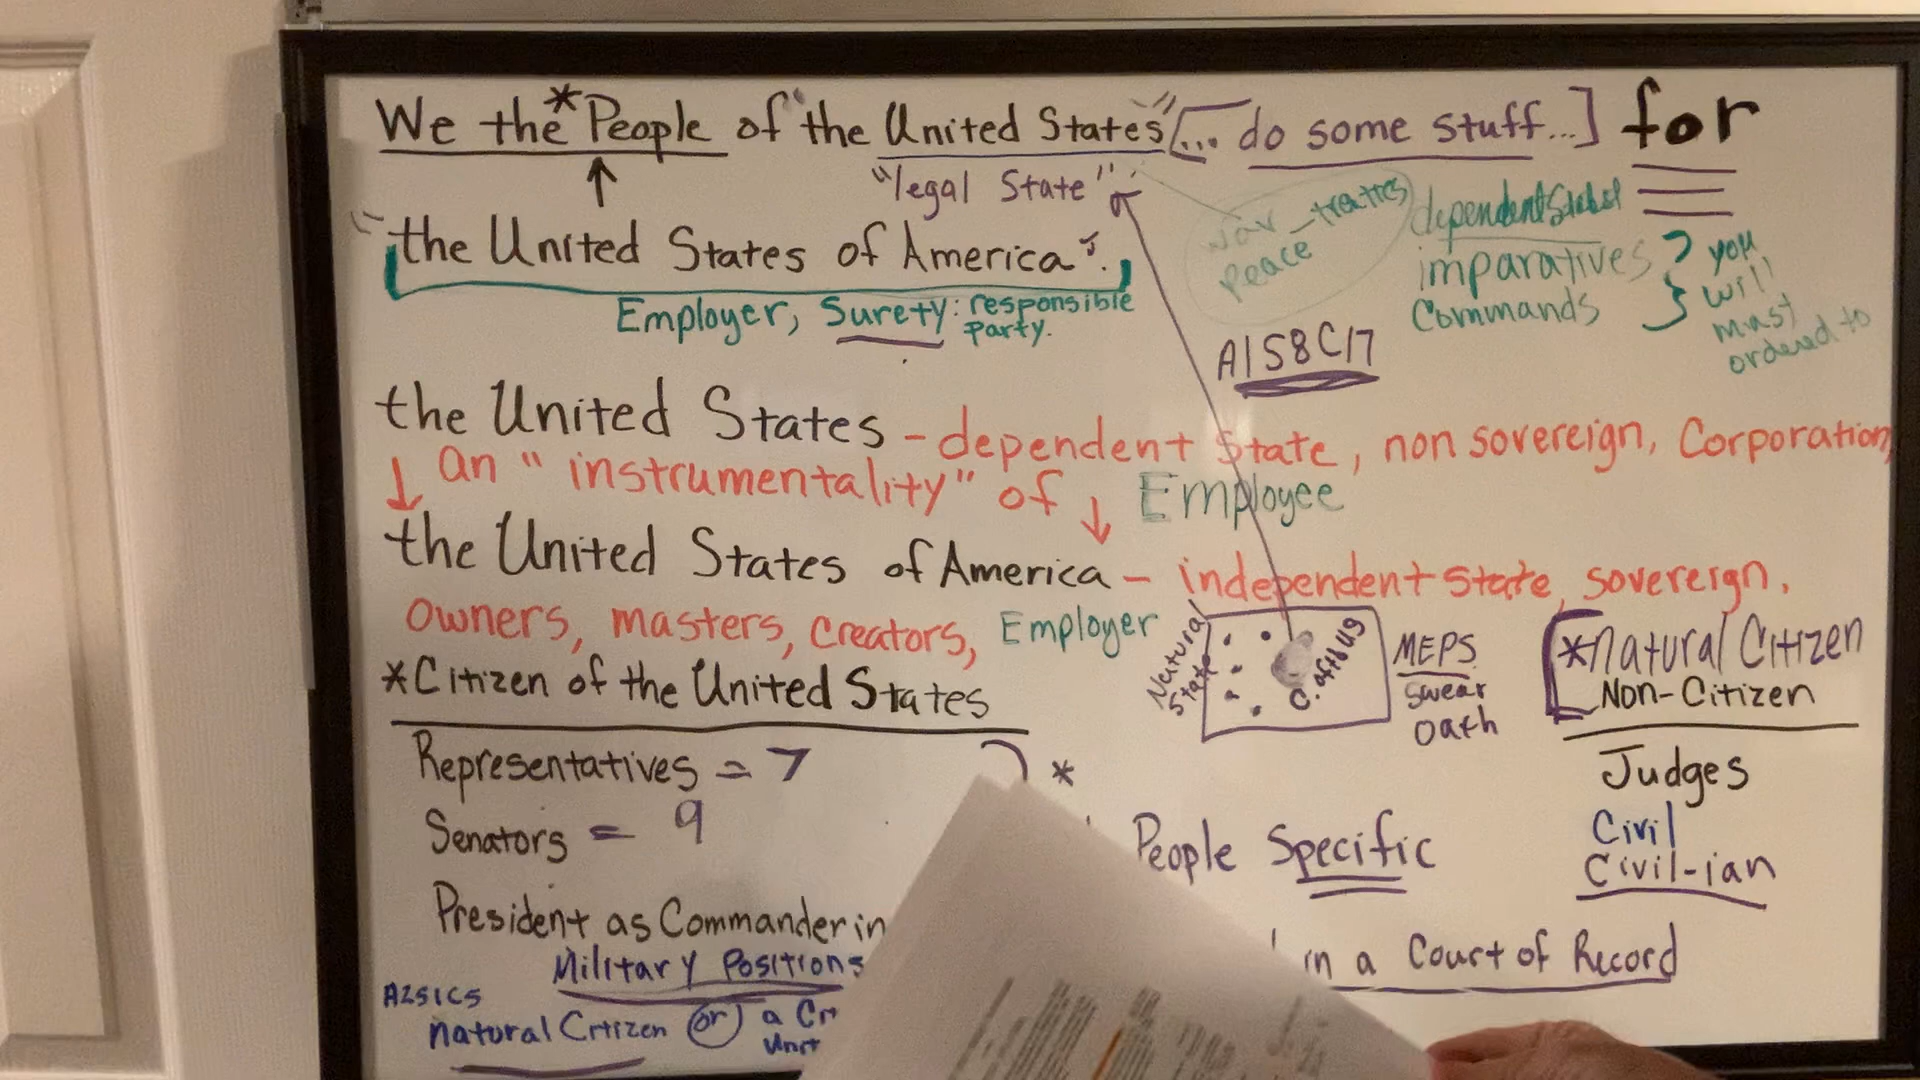 We the *People of "the United States" [... do some stuff...] for
"legal State"
"the United States of America".
Employer, Surety: responsible party.
war - treaties
peace
dependent State
imparatives
Commands
you
will
must
ordered to
A1S8C17
the United States - dependent State, non sovereign, Corporation,
an "instrumentality" of Employee
the United States of America - independent State, sovereign,
owners, masters, creators, Employer
*Citizen of the United States
Natural State
C. of the US
MEPS
swear
oath
*Natural Citizen
Non-Citizen
Representatives = 7
Senators = 9
*
People Specific
Judges
Civil
Civil-ian
President as Commander in
Military Positions
in a Court of Record
A2S1C5
natural Citizen or a